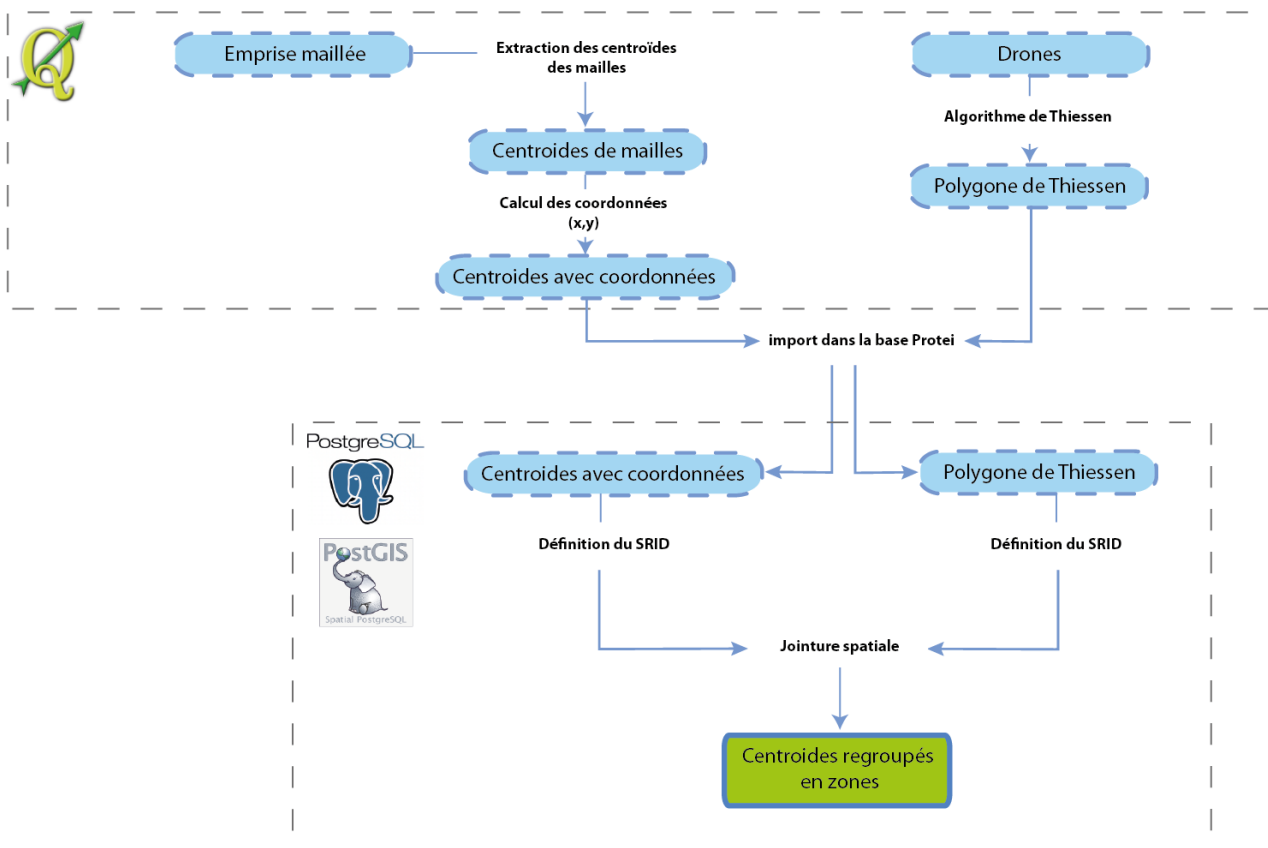 Emprise maillée
Extraction des centroïdes
des mailles
Drones
Algorithme de Thiessen
Centroides de mailles
Polygone de Thiessen
Calcul des coordonnées
(x,y)
Centroides avec coordonnées
import dans la base Protei
PostgreSQL
Centroides avec coordonnées
Polygone de Thiessen
Définition du SRID
Définition du SRID
PostGIS
Spatial PostgreSQL
Jointure spatiale
Centroides regroupés
en zones